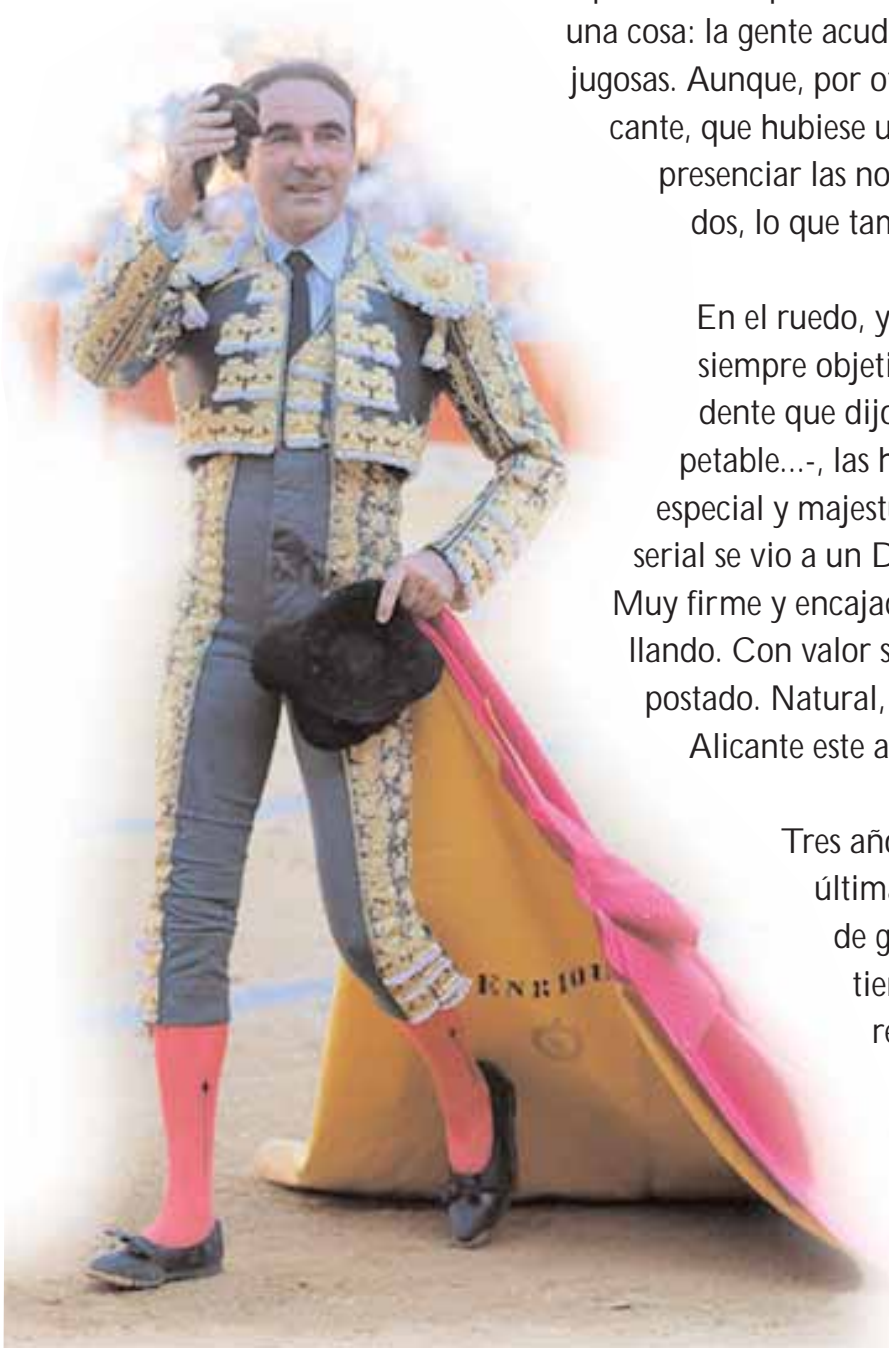 una cosa: la gente acud
jugosas. Aunque, por o
cante, que hubiese u
presenciar las no
dos, lo que tan
En el ruedo, y
siempre objeti
dente que dijo
petable...-, las h
especial y majest
serial se vio a un D
Muy firme y encajad
llando. Con valor s
postado. Natural,
Alicante este a
Tres año
última
de g
tier
re
ENRIQU